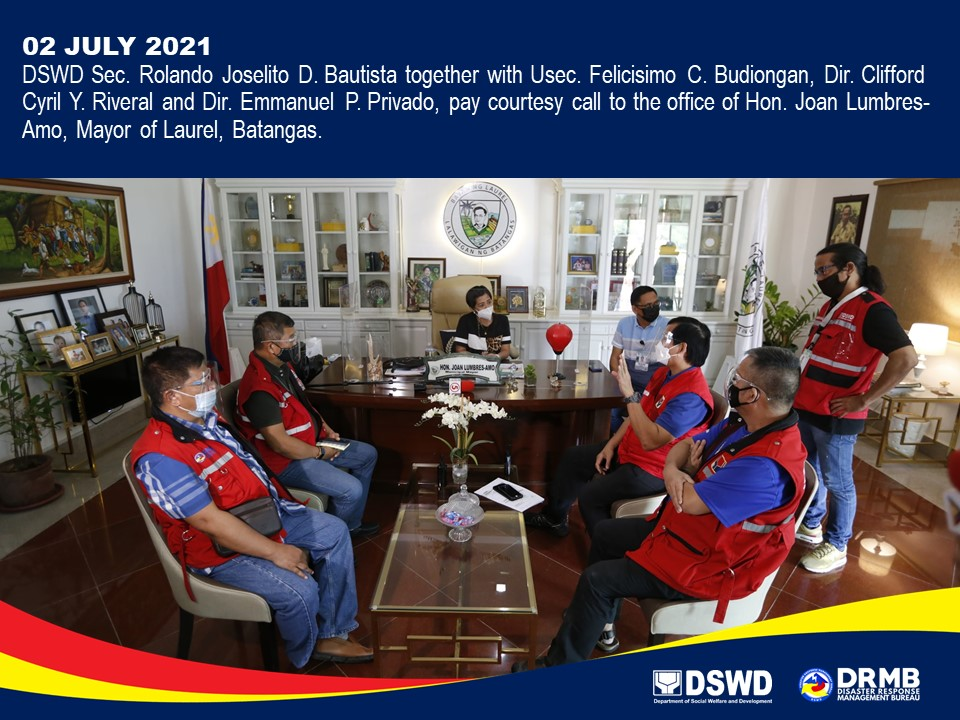 02 JULY 2021
DSWD Sec. Rolando Joselito D. Bautista together with Usec. Felicisimo C. Budiongan, Dir. Clifford
Cyril Y. Riveral and Dir. Emmanuel P. Privado, pay courtesy call to the office of Hon. Joan Lumbres-
Amo, Mayor of Laurel, Batangas.
BAYAN NG LAUREL
LALAWIGAN NG BATANGAS
HON. JOAN LUMBRES-AMO
Municipal Mayor
DSWD
Department of Social Welfare and Development
DRMB
DISASTER RESPONSE
MANAGEMENT BUREAU